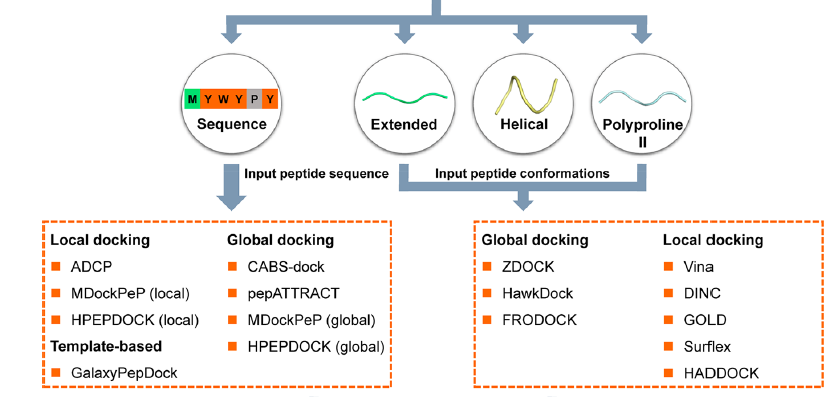 M Y W Y P Y
Sequence
Extended
Helical
Polyproline
II
Input peptide sequence
Input peptide conformations
Local docking
ADCP
MDockPeP (local)
HPEPDOCK (local)
Template-based
GalaxyPepDock
Global docking
CABS-dock
pepATTRACT
MDockPeP (global)
HPEPDOCK (global)
Global docking
ZDOCK
HawkDock
FRODOCK
Local docking
Vina
DINC
GOLD
Surflex
HADDOCK